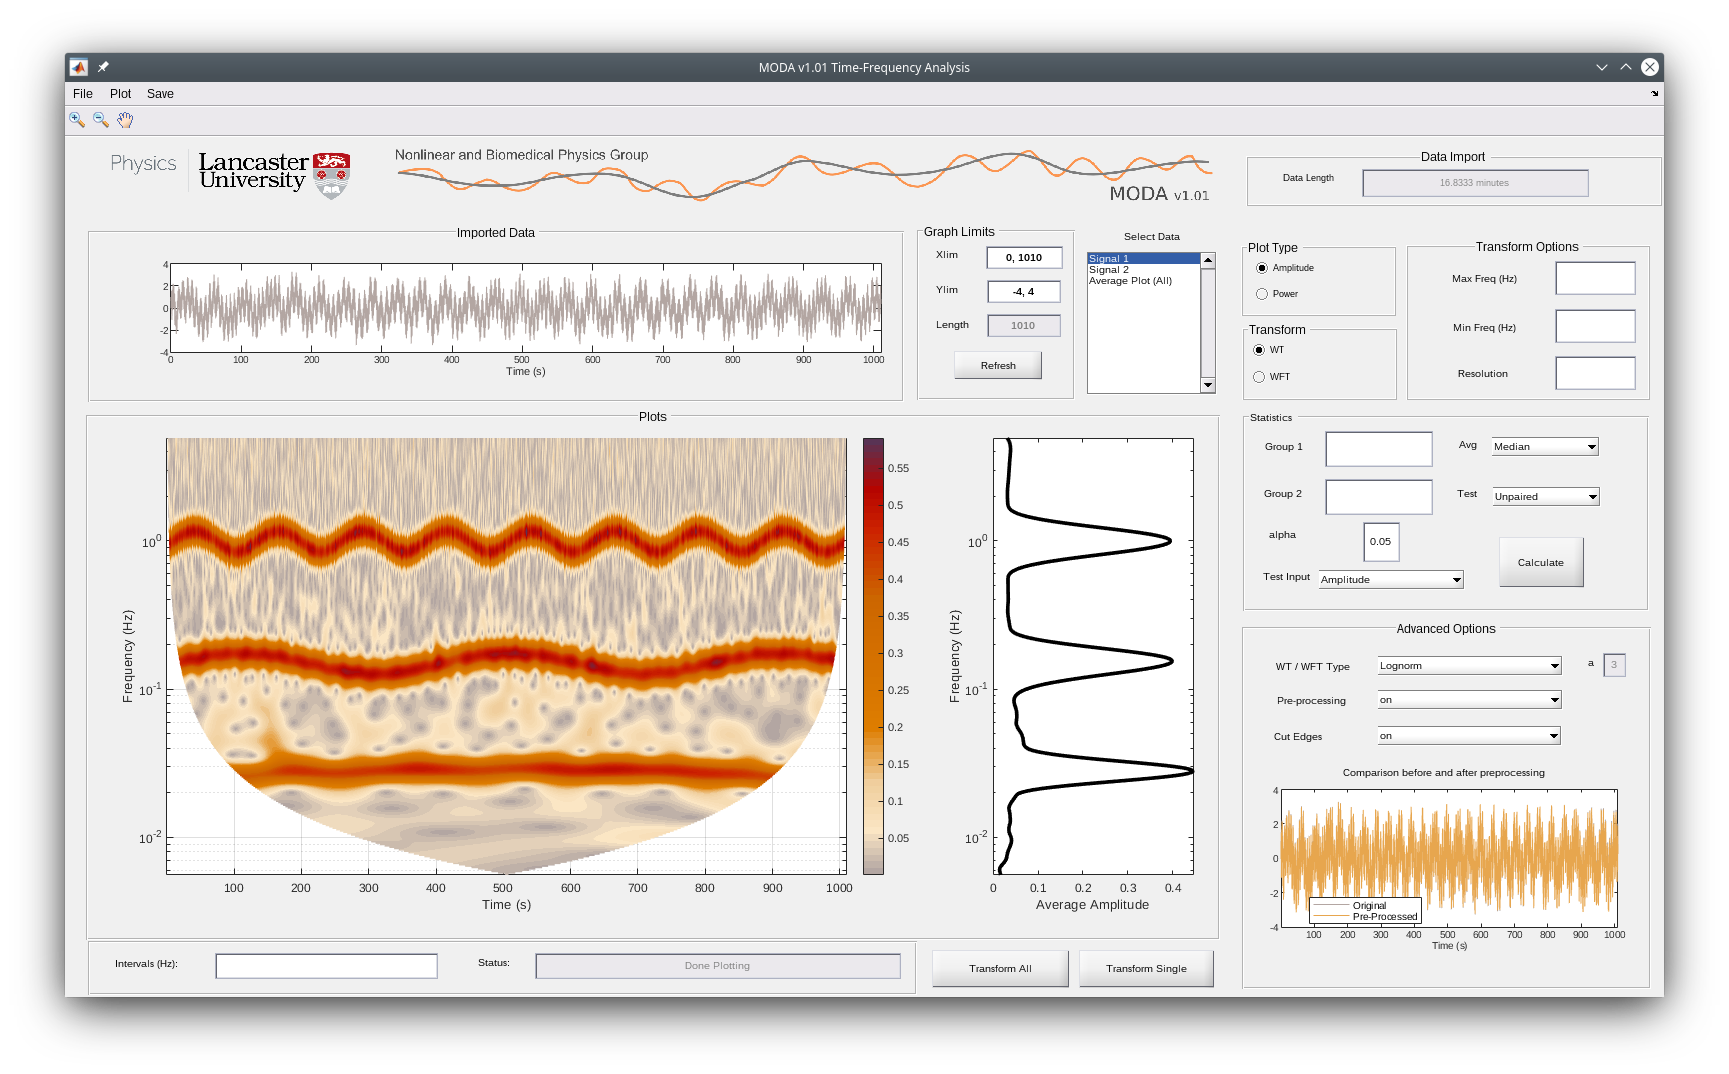 MODA v1.01 Time-Frequency Analysis
File Plot Save
Physics
Lancaster
University
Nonlinear and Biomedical Physics Group
MODA v1.01
Data Import
Data Length 16.8333 minutes
Imported Data
4
2
0
-2
-4
0 100 200 300 400 500 600 700 800 900 1000
Time (s)
Graph Limits
Xlim 0, 1010
Ylim -4, 4
Length 1010
Refresh
Select Data
Signal 1
Signal 2
Average Plot (All)
Plot Type
Amplitude
Power
Transform
WT
WFT
Transform Options
Max Freq (Hz)
Min Freq (Hz)
Resolution
Plots
Frequency (Hz)
10^0
10^-1
10^-2
100 200 300 400 500 600 700 800 900 1000
Time (s)
0.55
0.5
0.45
0.4
0.35
0.3
0.25
0.2
0.15
0.1
0.05
Frequency (Hz)
10^0
10^-1
10^-2
0 0.1 0.2 0.3 0.4
Average Amplitude
Statistics
Group 1
Avg Median
Group 2
Test Unpaired
alpha 0.05
Test Input Amplitude
Calculate
Advanced Options
WT / WFT Type Lognorm a 3
Pre-processing on
Cut Edges on
Comparison before and after preprocessing
4
2
0
-2
-4
Original
Pre-Processed
100 200 300 400 500 600 700 800 900 1000
Time (s)
Intervals (Hz):
Status: Done Plotting
Transform All
Transform Single